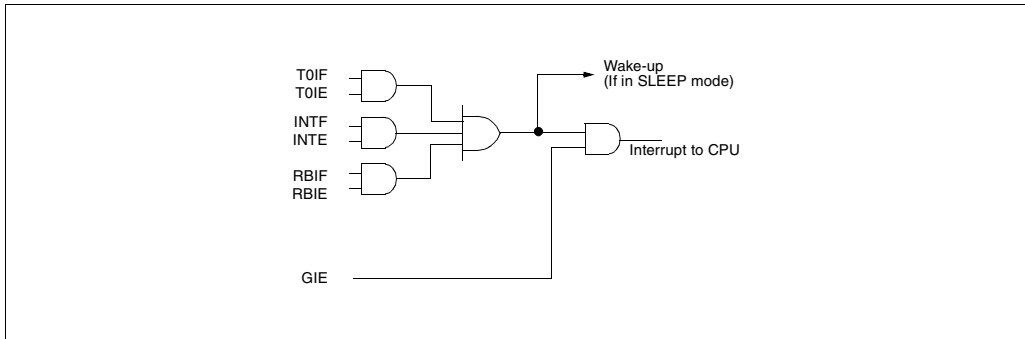 T0IF
T0IE
INTF
INTE
RBIF
RBIE
GIE
Wake-up
(If in SLEEP mode)
Interrupt to CPU